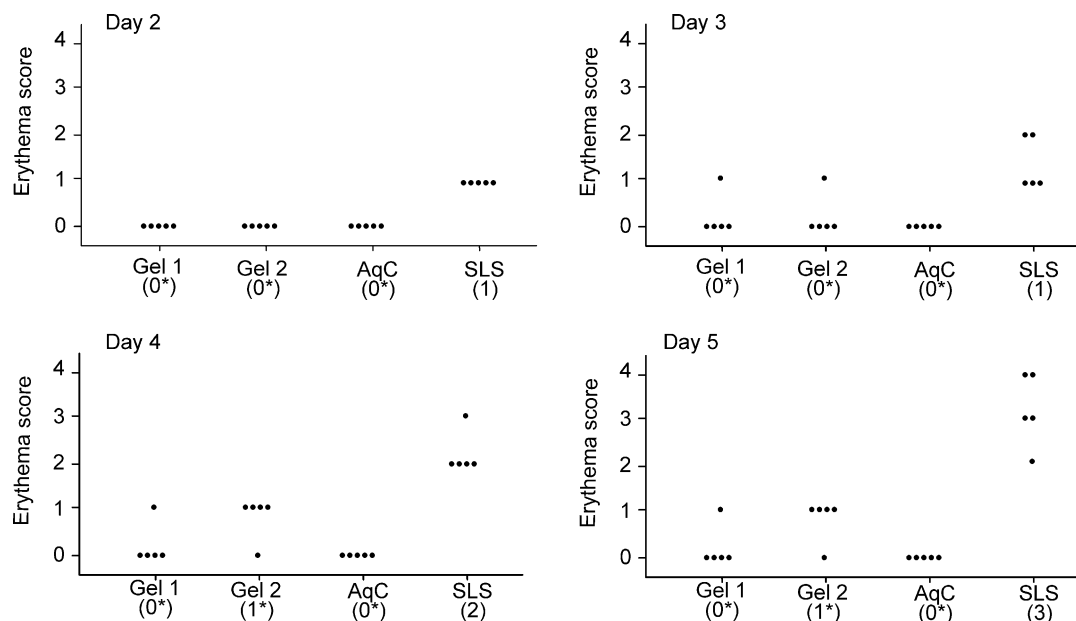 Day 2
Erythema score
4
3
2
1
0
Gel 1 Gel 2 AqC SLS
(0*) (0*) (0*) (1)
Day 3
Erythema score
4
3
2
1
0
Gel 1 Gel 2 AqC SLS
(0*) (0*) (0*) (1)
Day 4
Erythema score
4
3
2
1
0
Gel 1 Gel 2 AqC SLS
(0*) (1*) (0*) (2)
Day 5
Erythema score
4
3
2
1
0
Gel 1 Gel 2 AqC SLS
(0*) (1*) (0*) (3)